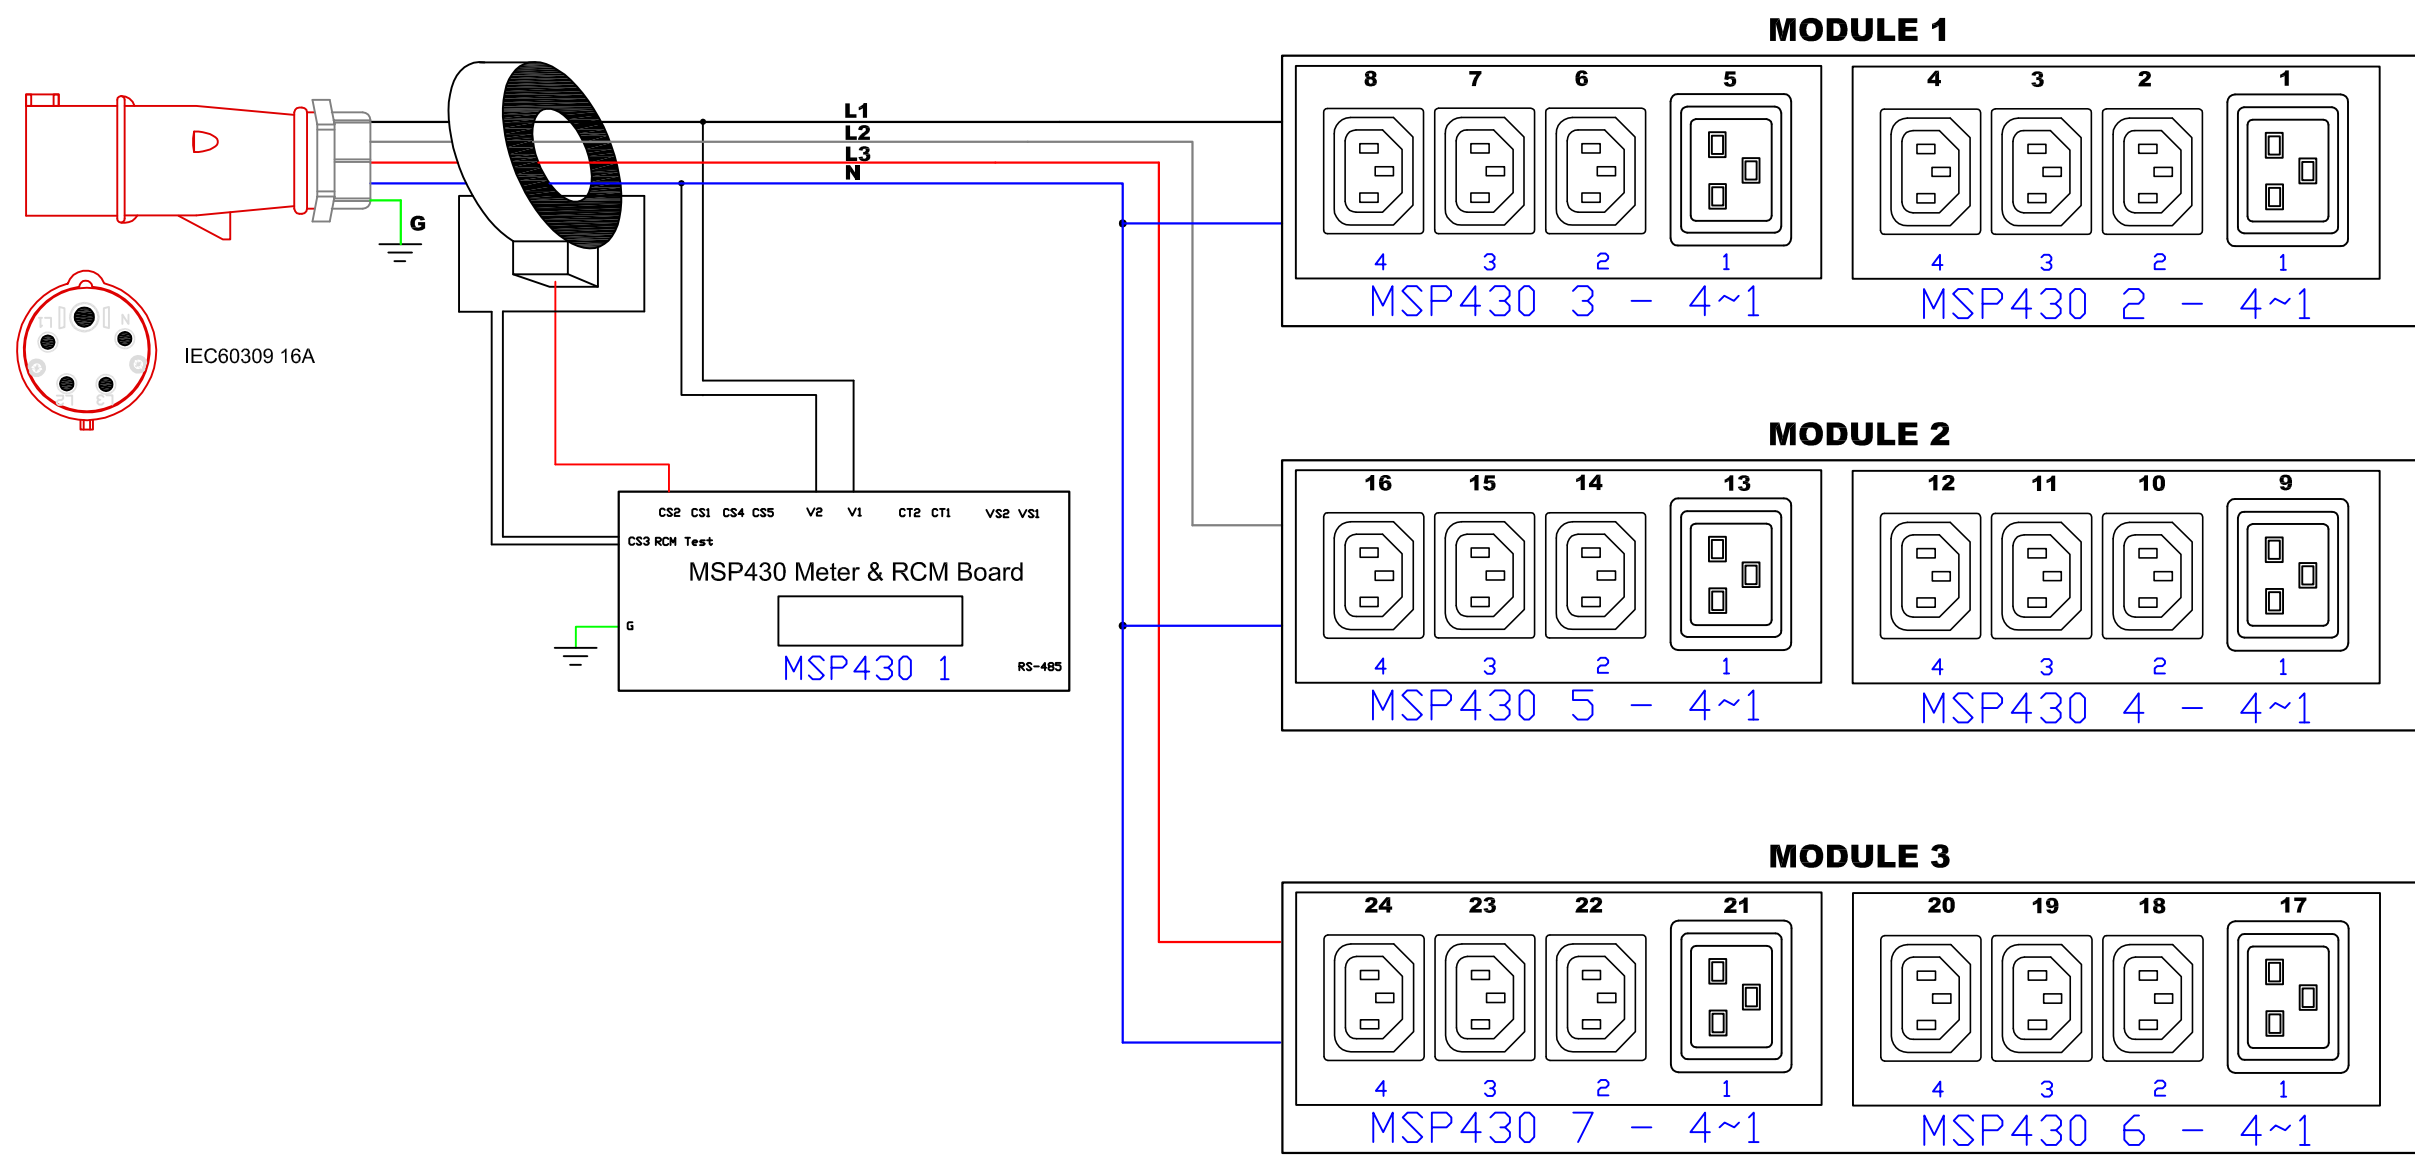 MODULE 1
8 7 6 5 4 3 2 1
L1
L2
L3
N
G
4 3 2 1 4 3 2 1
MSP430 3 - 4~1 MSP430 2 - 4~1
L1 N
L2 L3
IEC60309 16A
MODULE 2
16 15 14 13 12 11 10 9
4 3 2 1 4 3 2 1
MSP430 5 - 4~1 MSP430 4 - 4~1
CS2 CS1 CS4 CS5 V2 V1 CT2 CT1 VS2 VS1
CS3 RCM Test
MSP430 Meter & RCM Board
G
MSP430 1
RS-485
MODULE 3
24 23 22 21 20 19 18 17
4 3 2 1 4 3 2 1
MSP430 7 - 4~1 MSP430 6 - 4~1